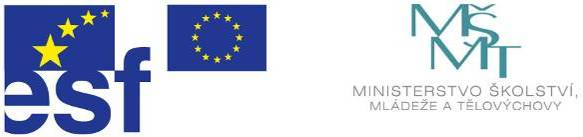 esf
MŠ
MT
MINISTERSTVO ŠKOLSTVÍ,
MLÁDEŽE A TĚLOVÝCHOVY